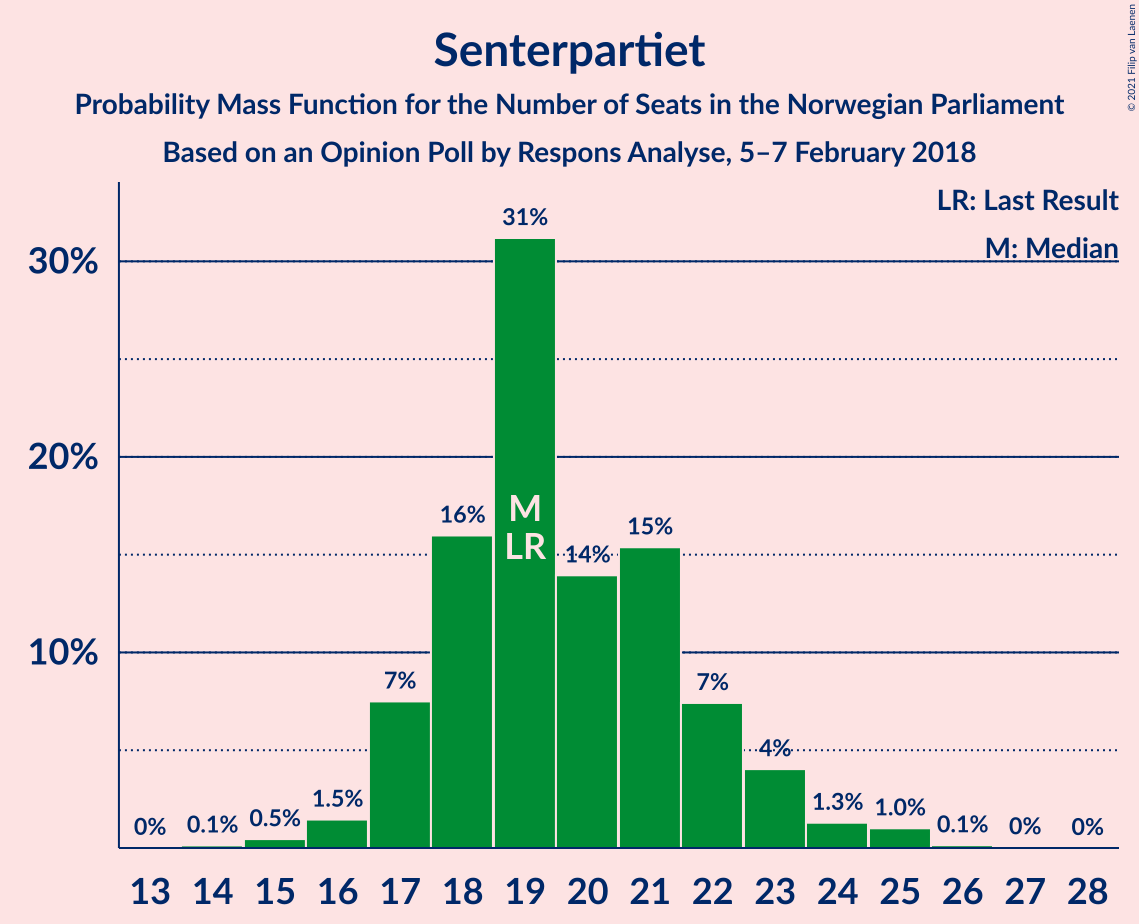 Senterpartiet
Probability Mass Function for the Number of Seats in the Norwegian Parliament
Based on an Opinion Poll by Respons Analyse, 5–7 February 2018
© 2021 Filip van Laenen
LR: Last Result
M: Median
30%
20%
10%
0%
0.1%
0.5%
1.5%
7%
16%
31%
14%
15%
7%
4%
1.3%
1.0%
0.1%
0%
0%
M
LR
13 14 15 16 17 18 19 20 21 22 23 24 25 26 27 28